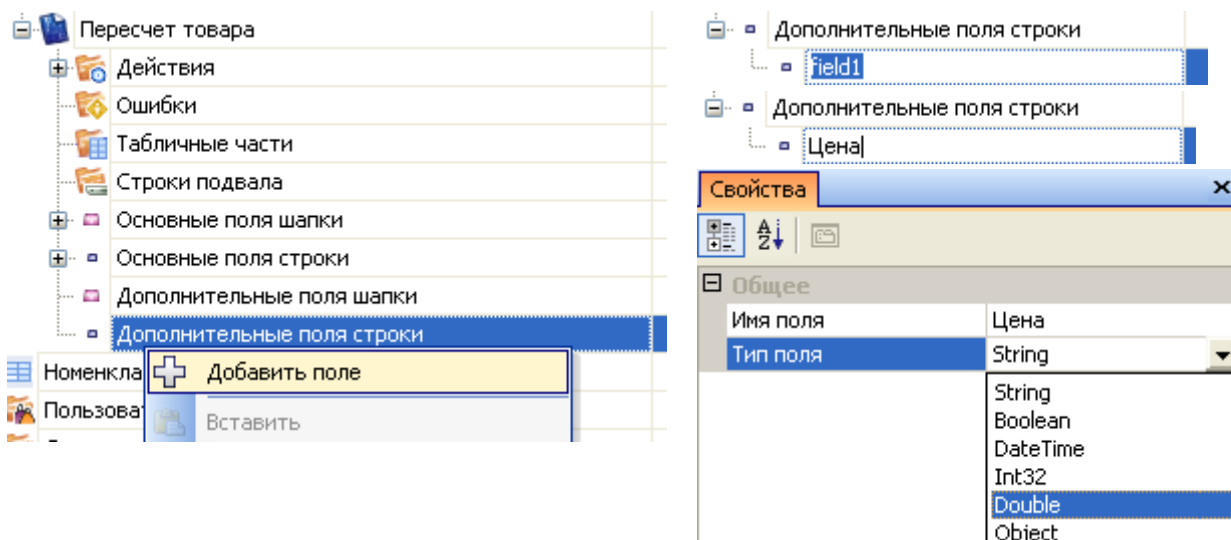 Пересчет товара
Действия
Ошибки
Табличные части
Строки подвала
Основные поля шапки
Основные поля строки
Дополнительные поля шапки
Дополнительные поля строки
Номенкла
Добавить поле
Пользова
Вставить
Дополнительные поля строки
field1
Дополнительные поля строки
Цена
Свойства
Общее
Имя поля Цена
Тип поля String
String
Boolean
DateTime
Int32
Double
Object